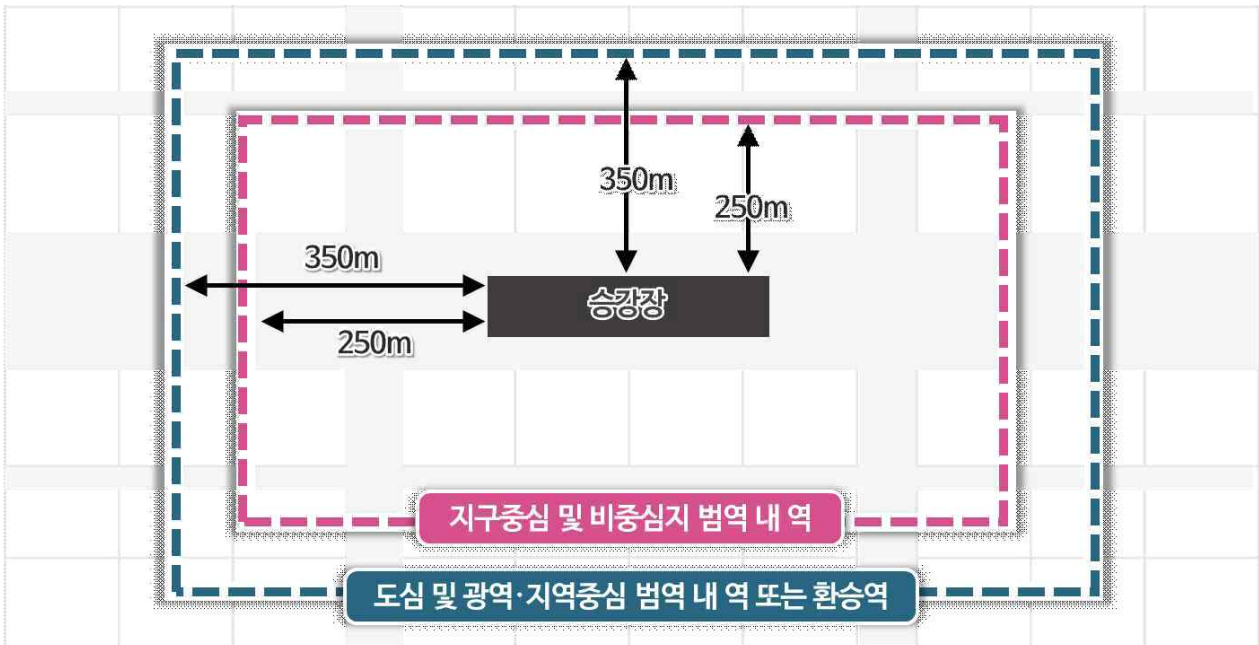 350m
250m
350m
승강장
250m
지구중심 및 비중심지 범역 내 역
도심 및 광역·지역중심 범역 내 역 또는 환승역